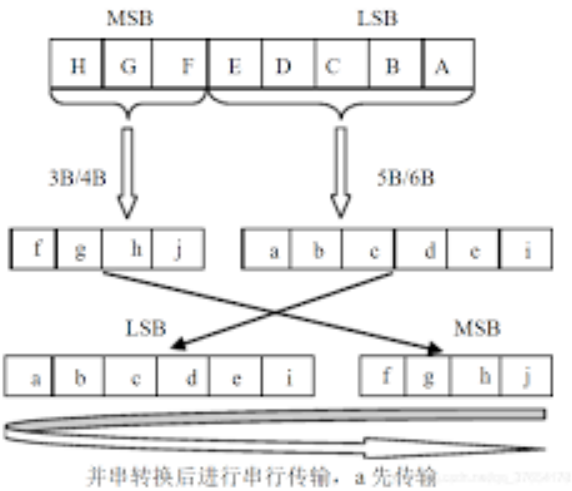 MSB LSB
H G F E D C B A
3B/4B 5B/6B
f g h j a b c d e i
LSB MSB
a b c d e i f g h j
并串转换后进行串行传输，a 先传输